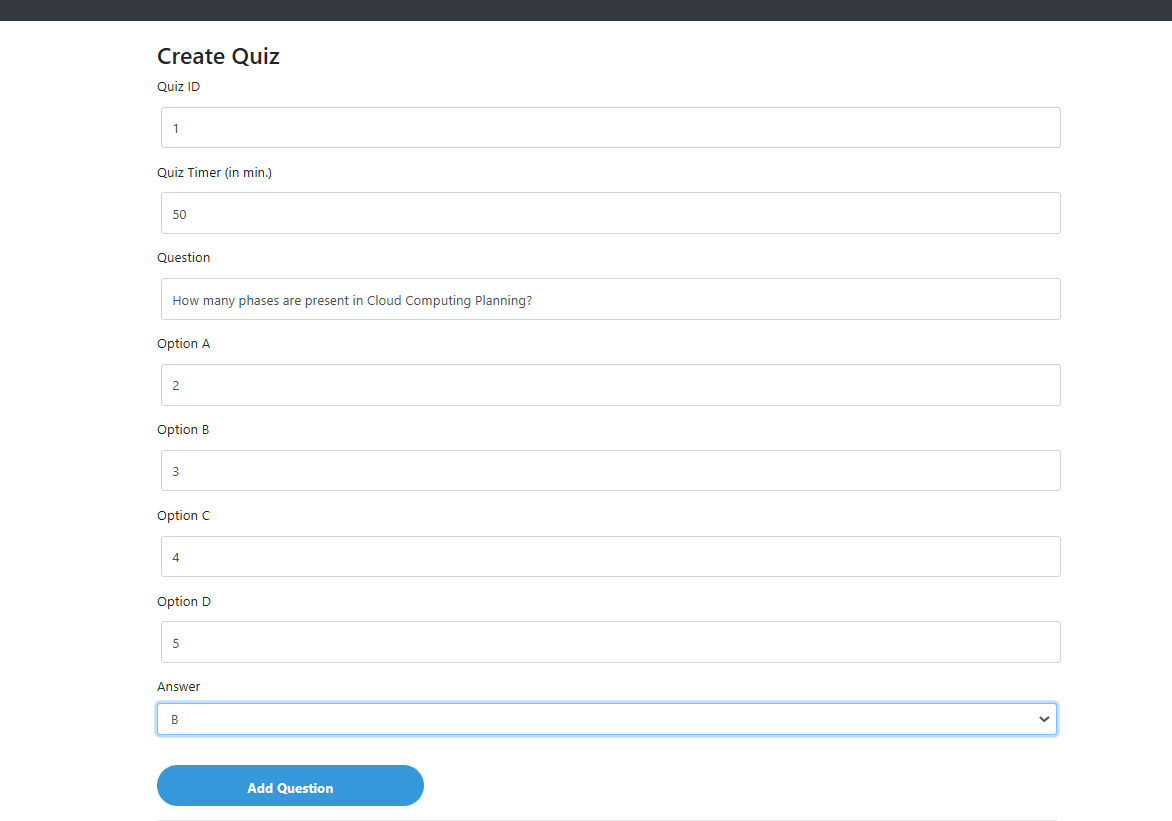 Create Quiz
Quiz ID
1
Quiz Timer (in min.)
50
Question
How many phases are present in Cloud Computing Planning?
Option A
2
Option B
3
Option C
4
Option D
5
Answer
B
Add Question